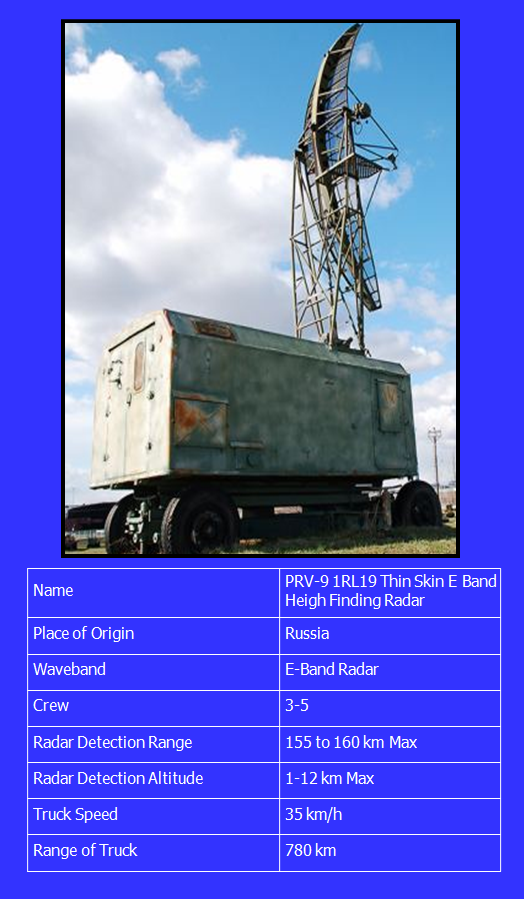 Name
PRV-9 1RL19 Thin Skin E Band
Heigh Finding Radar
Place of Origin
Russia
Waveband
E-Band Radar
Crew
3-5
Radar Detection Range
155 to 160 km Max
Radar Detection Altitude
1-12 km Max
Truck Speed
35 km/h
Range of Truck
780 km